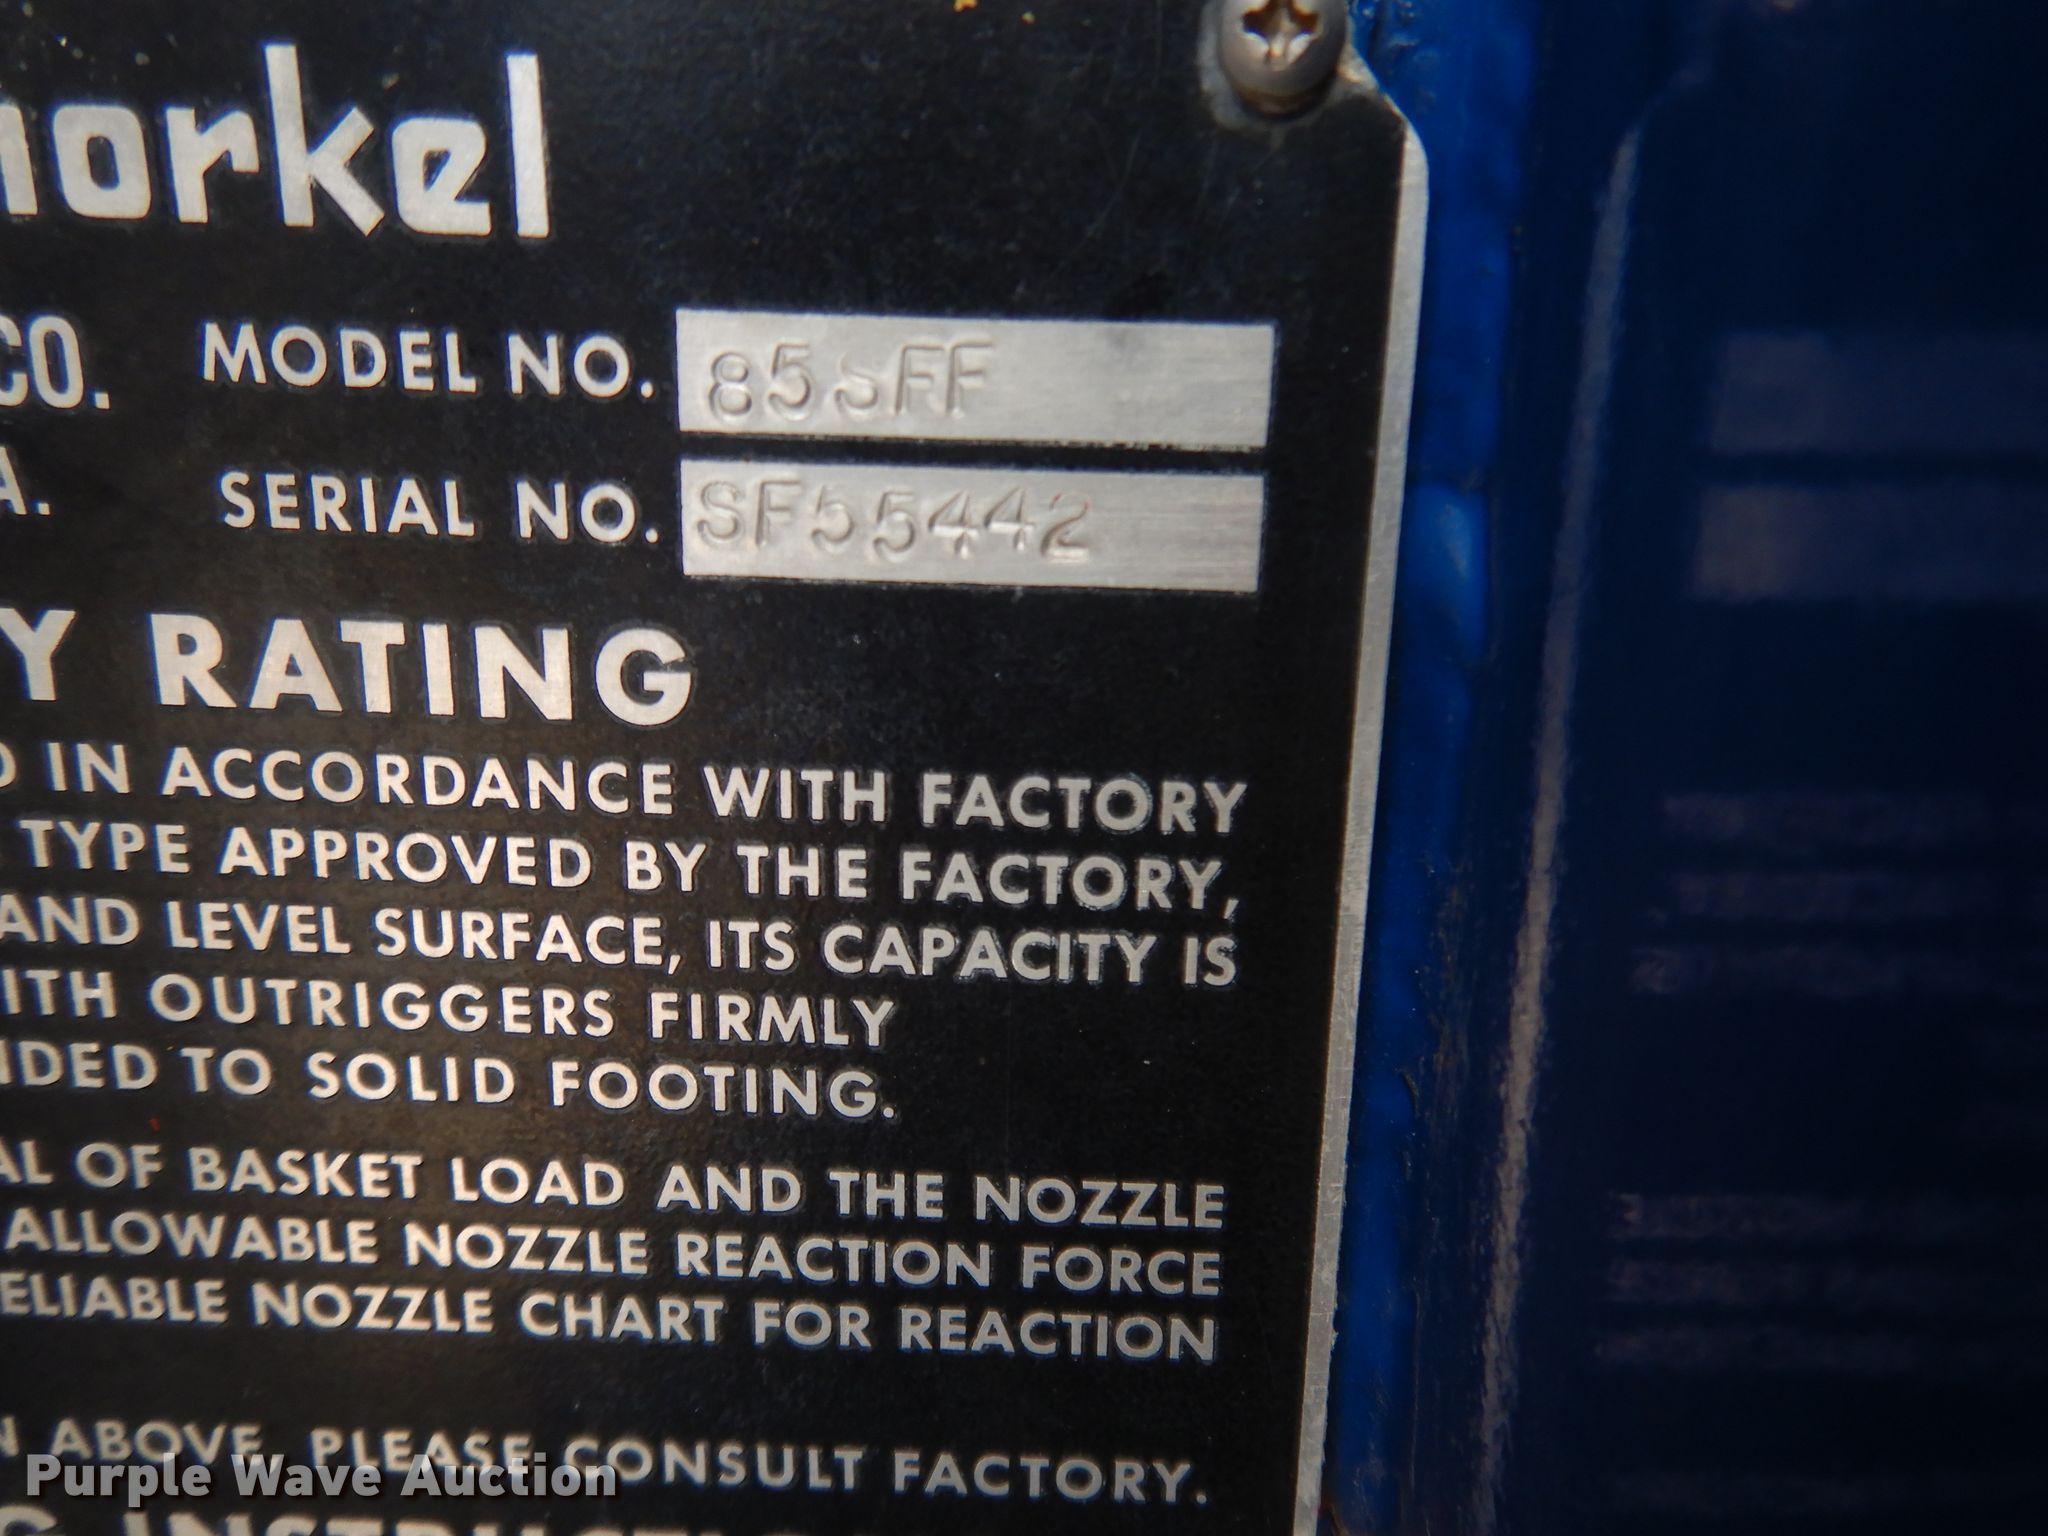 norkel
CO. MODEL NO. 85SFF
A. SERIAL NO. SF55442
Y RATING
D IN ACCORDANCE WITH FACTORY
TYPE APPROVED BY THE FACTORY,
AND LEVEL SURFACE, ITS CAPACITY IS
ITH OUTRIGGERS FIRMLY
NDED TO SOLID FOOTING.
AL OF BASKET LOAD AND THE NOZZLE
ALLOWABLE NOZZLE REACTION FORCE
ELIABLE NOZZLE CHART FOR REACTION
N ABOVE, PLEASE CONSULT FACTORY.
Purple Wave Auction